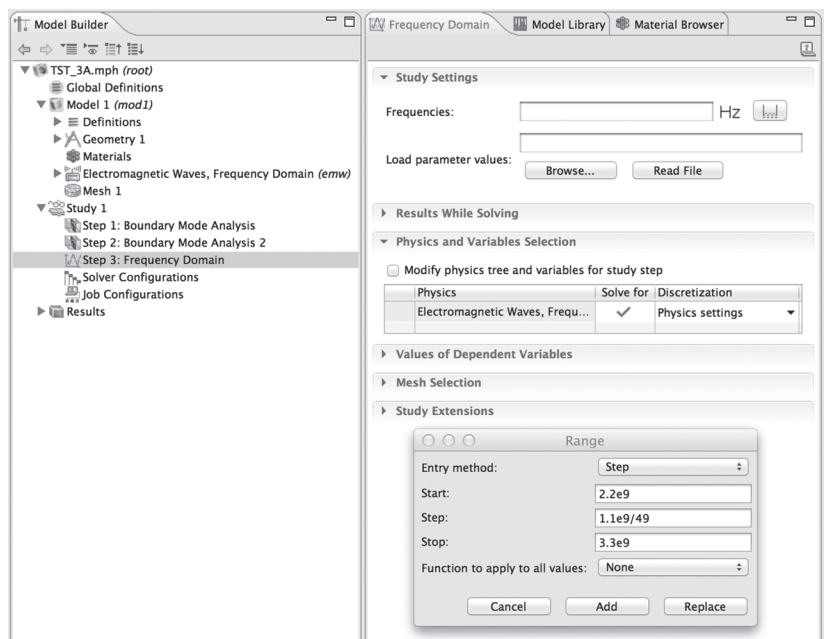 Model Builder
TST_3A.mph (root)
Global Definitions
Model 1 (mod1)
Definitions
Geometry 1
Materials
Electromagnetic Waves, Frequency Domain (emw)
Mesh 1
Study 1
Step 1: Boundary Mode Analysis
Step 2: Boundary Mode Analysis 2
Step 3: Frequency Domain
Solver Configurations
Job Configurations
Results
Frequency Domain Model Library Material Browser
Study Settings
Frequencies: Hz
Load parameter values:
Browse... Read File
Results While Solving
Physics and Variables Selection
Modify physics tree and variables for study step
Physics Solve for Discretization
Electromagnetic Waves, Frequ... Physics settings
Values of Dependent Variables
Mesh Selection
Study Extensions
Range
Entry method: Step
Start: 2.2e9
Step: 1.1e9/49
Stop: 3.3e9
Function to apply to all values: None
Cancel Add Replace